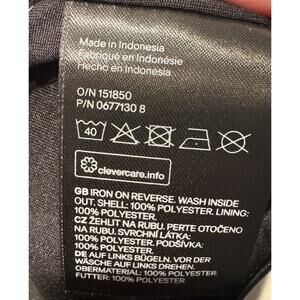 Made in Indonesia
Fabriqué en Indonésie
Hecho en Indonesia
O/N 151850
P/N 0677130 8
40
clevercare.info
GB IRON ON REVERSE. WASH INSIDE
OUT. SHELL: 100% POLYESTER. LINING:
100% POLYESTER.
CZ ŽEHLIT NA RUBU. PERTE OTOČENO
NA RUBU. SVRCHNÍ LÁTKA:
100% POLYESTER. PODŠÍVKA:
100% POLYESTER.
DE AUF LINKS BÜGELN. VOR DER
WÄSCHE AUF LINKS DREHEN.
OBERMATERIAL: 100% POLYESTER
FUTTER: 100% POLYESTER